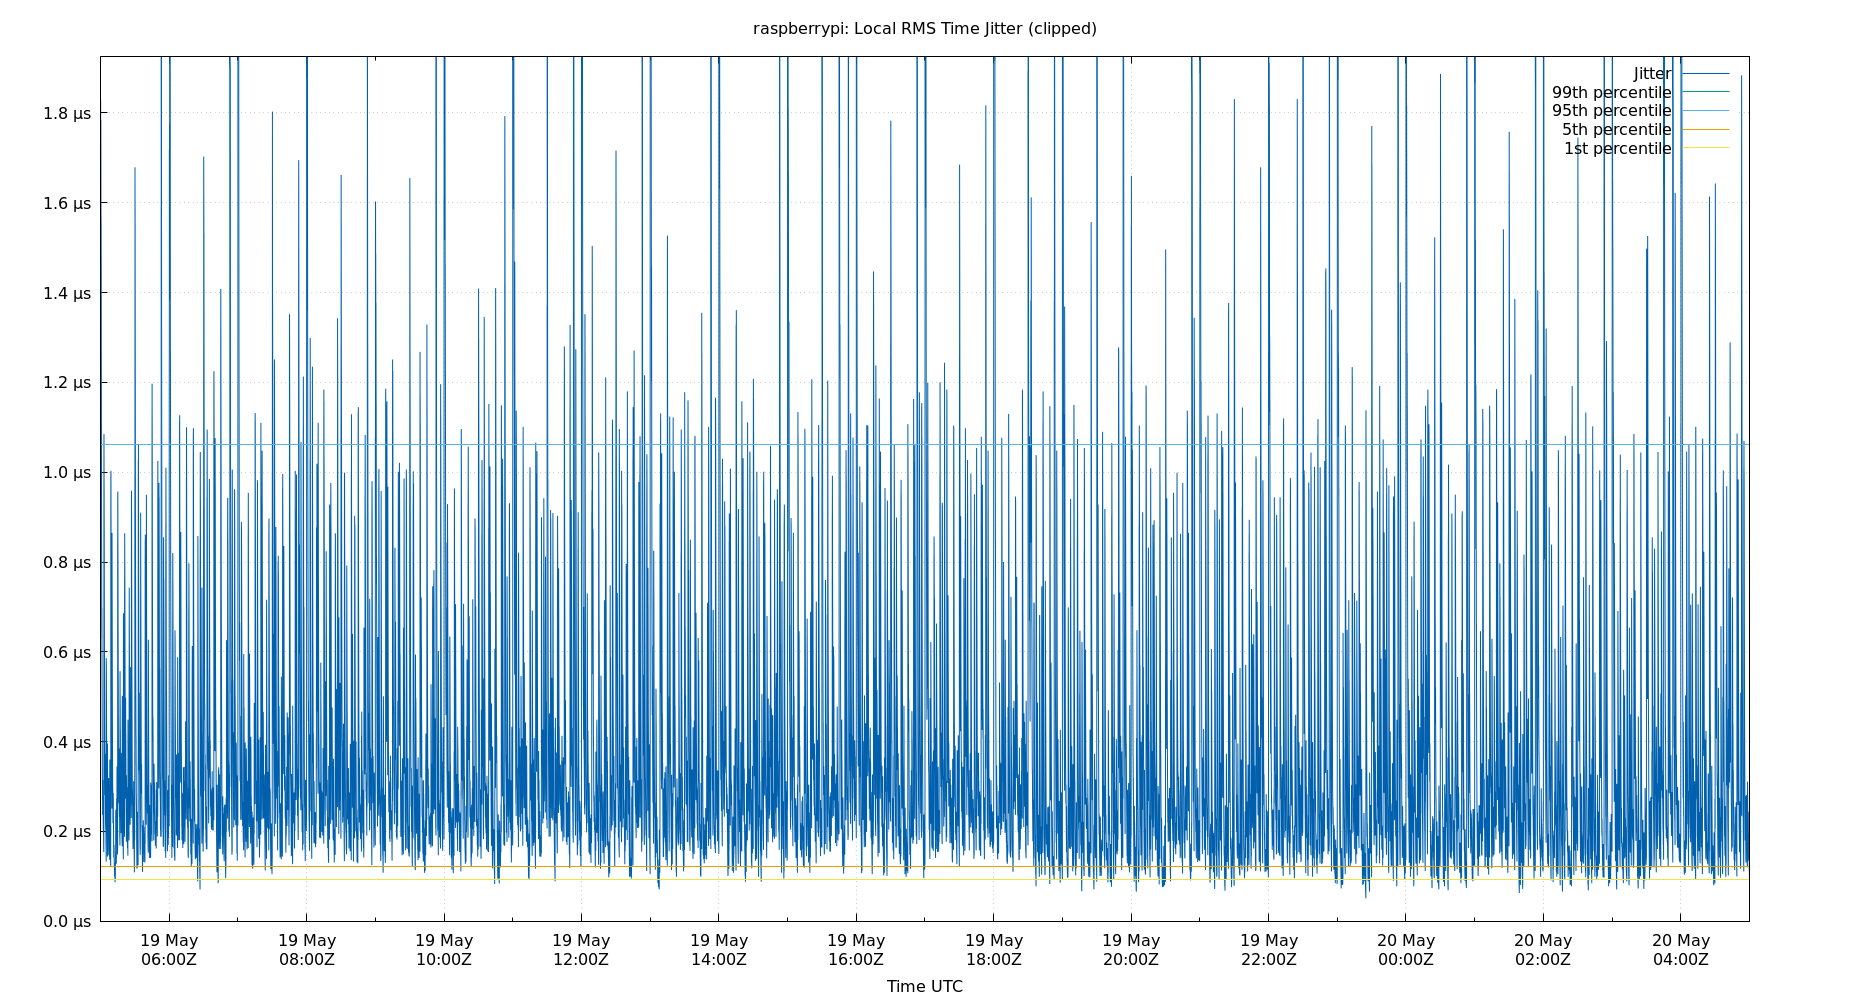 raspberrypi: Local RMS Time Jitter (clipped)
Jitter
99th percentile
95th percentile
5th percentile
1st percentile
1.8 µs
1.6 µs
1.4 µs
1.2 µs
1.0 µs
0.8 µs
0.6 µs
0.4 µs
0.2 µs
0.0 µs
19 May 19 May 19 May 19 May 19 May 19 May 19 May 19 May 19 May 20 May 20 May 20 May
06:00Z 08:00Z 10:00Z 12:00Z 14:00Z 16:00Z 18:00Z 20:00Z 22:00Z 00:00Z 02:00Z 04:00Z
Time UTC